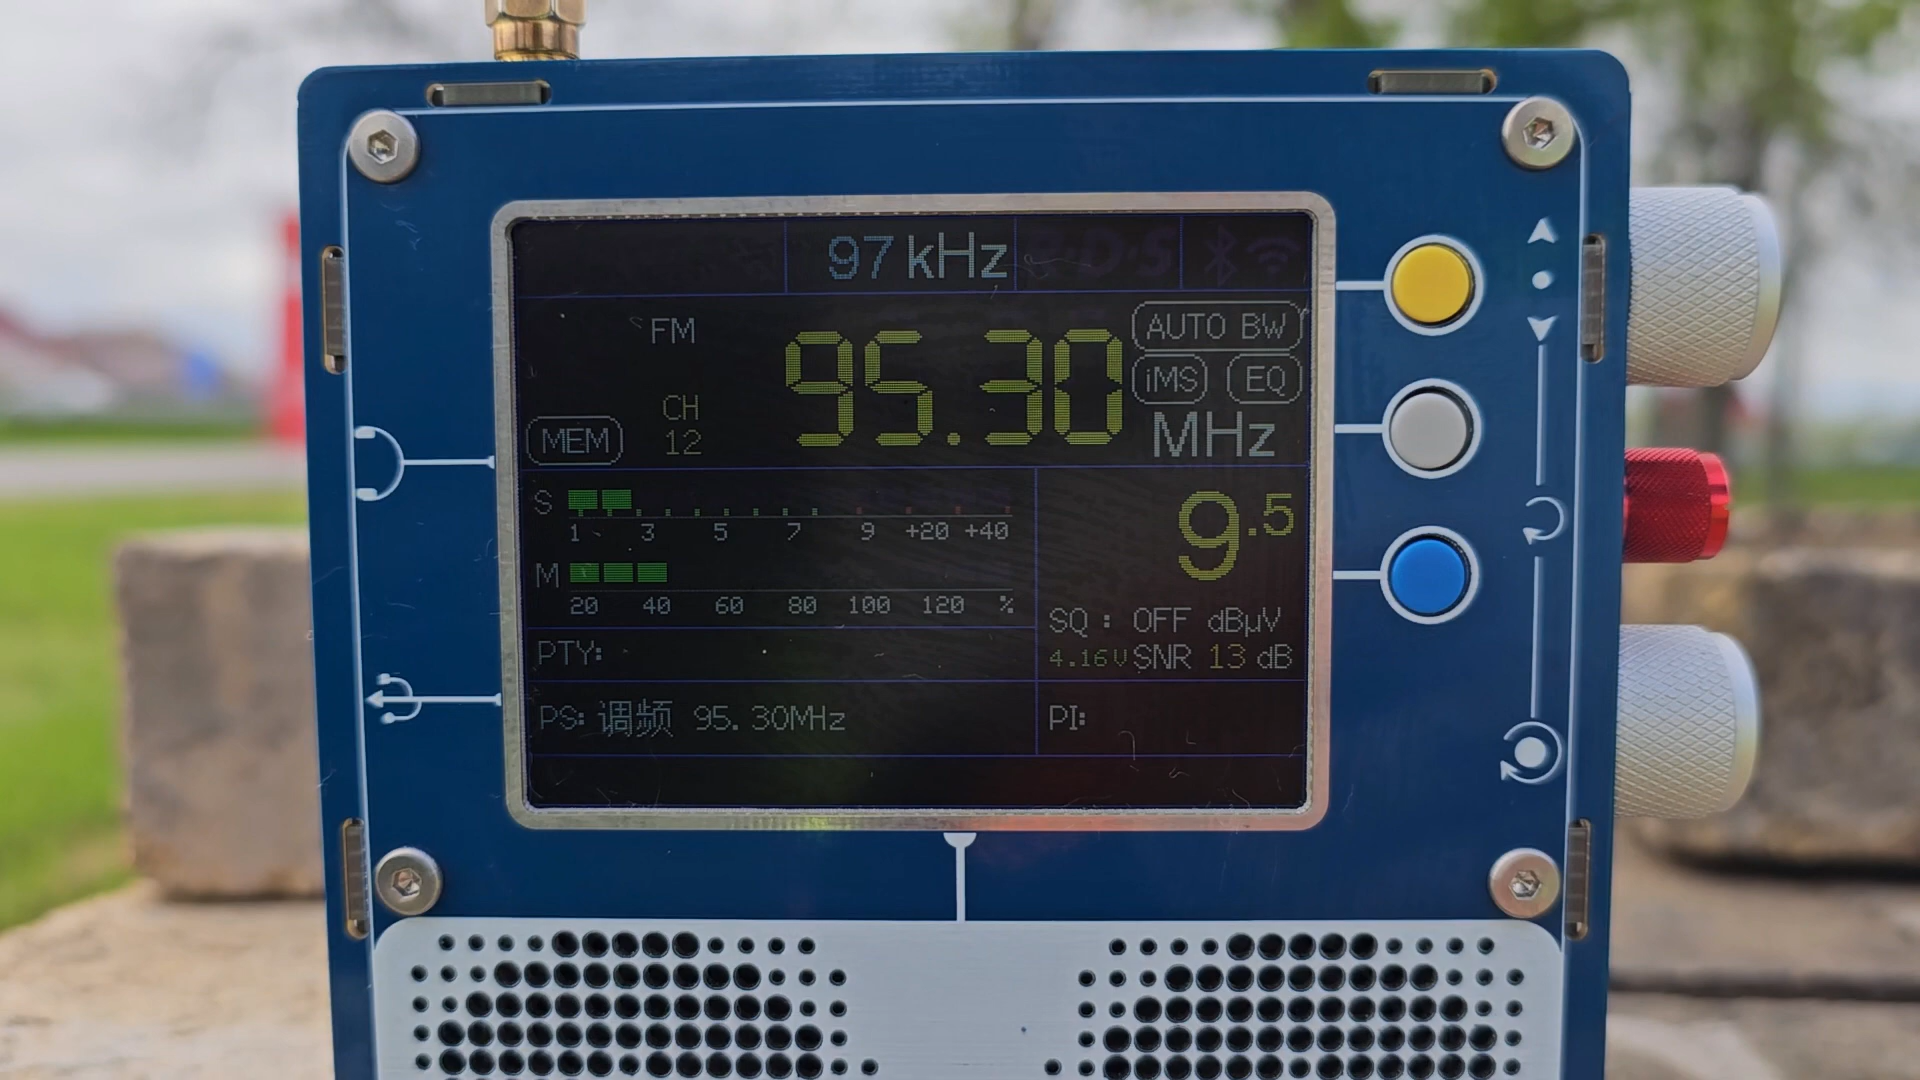 97 kHz R·D·S
FM 95.30 AUTO BW
iMS EQ
MEM CH 12 MHz
S
1 3 5 7 9 +20 +40
9.5
M
20 40 60 80 100 120 %
SQ : OFF dBµV
PTY: 4.16V SNR 13 dB
PS: 调频 95.30MHz PI: